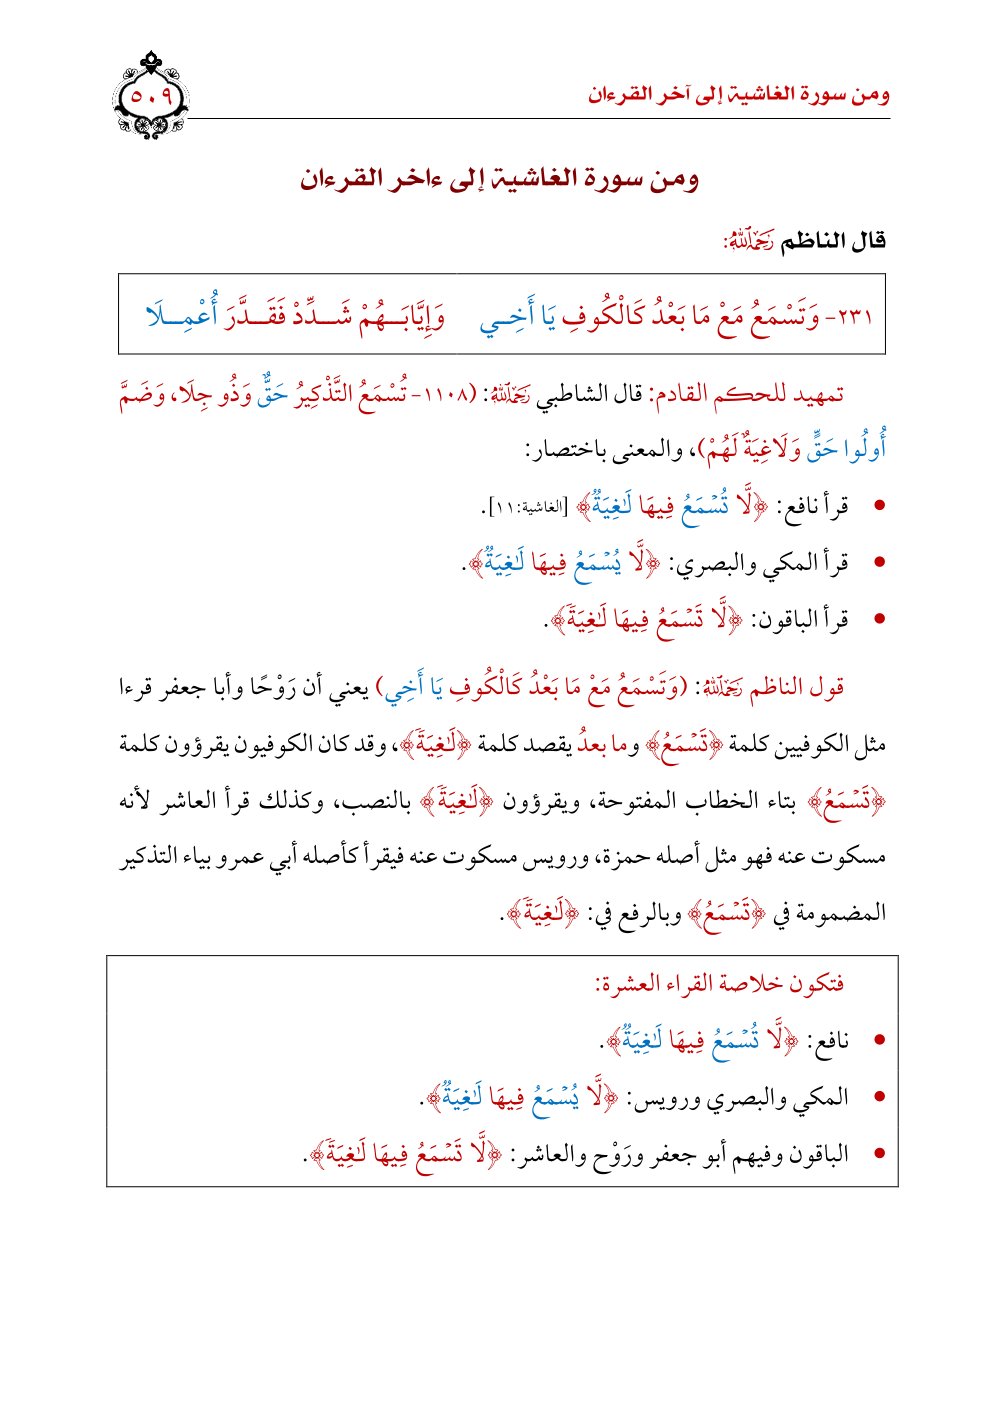 ومن سورة الغاشية إلى آخر القرءان
٥٠٩
ومن سورة الغاشية إلى ءاخر القرءان
قال الناظم رَحِمَهُ ٱللَّهُ:
٢٣١- وَتَسْمَعُ مَعْ مَا بَعْدُ كَالْكُوفِ يَا أَخِــي وَإِيَّابَــهُمْ شَــدِّدْ فَقَــدَّرَ أُعْمِــلَا
تمهيد للحكم القادم: قال الشاطبي رَحِمَهُ ٱللَّهُ: (١١٠٨- تُسْمَعُ التَّذْكِيرُ حَقٌّ وَذُو جِلَا، وَضَمَّ
أُولُوا حَقٍّ وَلَاغِيَةٌ لَهُمْ)، والمعنى باختصار:
• قرأ نافع: ﴿لَّا تُسْمَعُ فِيهَا لَٰغِيَةٌ﴾ [الغاشية:١١].
• قرأ المكي والبصري: ﴿لَّا يُسْمَعُ فِيهَا لَٰغِيَةٌ﴾.
• قرأ الباقون: ﴿لَّا تَسْمَعُ فِيهَا لَٰغِيَةً﴾.
قول الناظم رَحِمَهُ ٱللَّهُ: (وَتَسْمَعُ مَعْ مَا بَعْدُ كَالْكُوفِ يَا أَخِي) يعني أن رَوْحًا وأبا جعفر قرءا
مثل الكوفيين كلمة ﴿تَسْمَعُ﴾ وما بعدُ يقصد كلمة ﴿لَٰغِيَةً﴾، وقد كان الكوفيون يقرؤون كلمة
﴿تَسْمَعُ﴾ بتاء الخطاب المفتوحة، ويقرؤون ﴿لَٰغِيَةً﴾ بالنصب، وكذلك قرأ العاشر لأنه
مسكوت عنه فهو مثل أصله حمزة، ورويس مسكوت عنه فيقرأ كأصله أبي عمرو بياء التذكير
المضمومة في ﴿تَسْمَعُ﴾ وبالرفع في: ﴿لَٰغِيَةً﴾.
فتكون خلاصة القراء العشرة:
• نافع: ﴿لَّا تُسْمَعُ فِيهَا لَٰغِيَةٌ﴾.
• المكي والبصري ورويس: ﴿لَّا يُسْمَعُ فِيهَا لَٰغِيَةٌ﴾.
• الباقون وفيهم أبو جعفر ورَوْح والعاشر: ﴿لَّا تَسْمَعُ فِيهَا لَٰغِيَةً﴾.